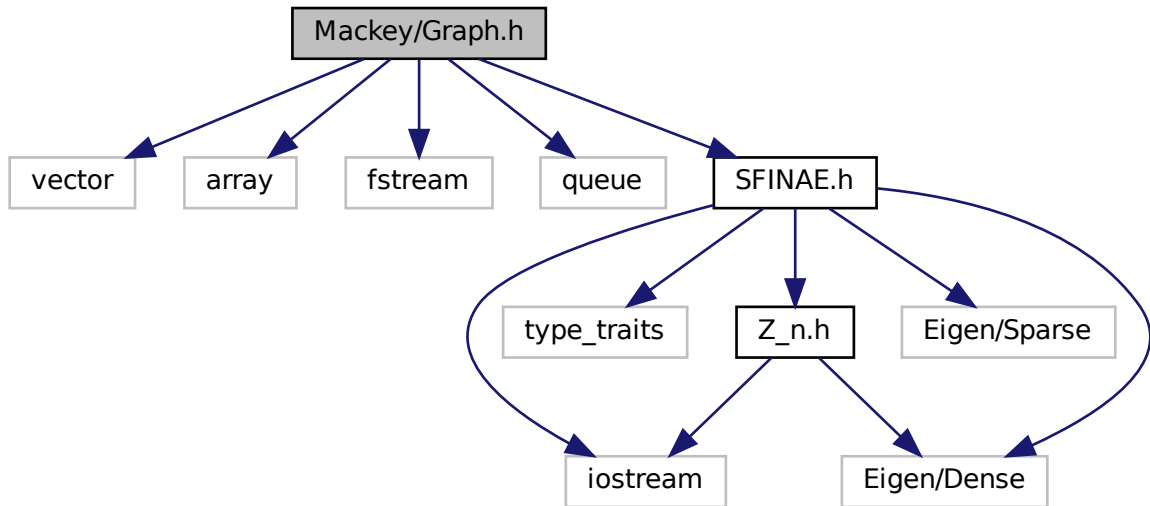 Mackey/Graph.h
vector
array
fstream
queue
SFINAE.h
type_traits
Z_n.h
Eigen/Sparse
iostream
Eigen/Dense